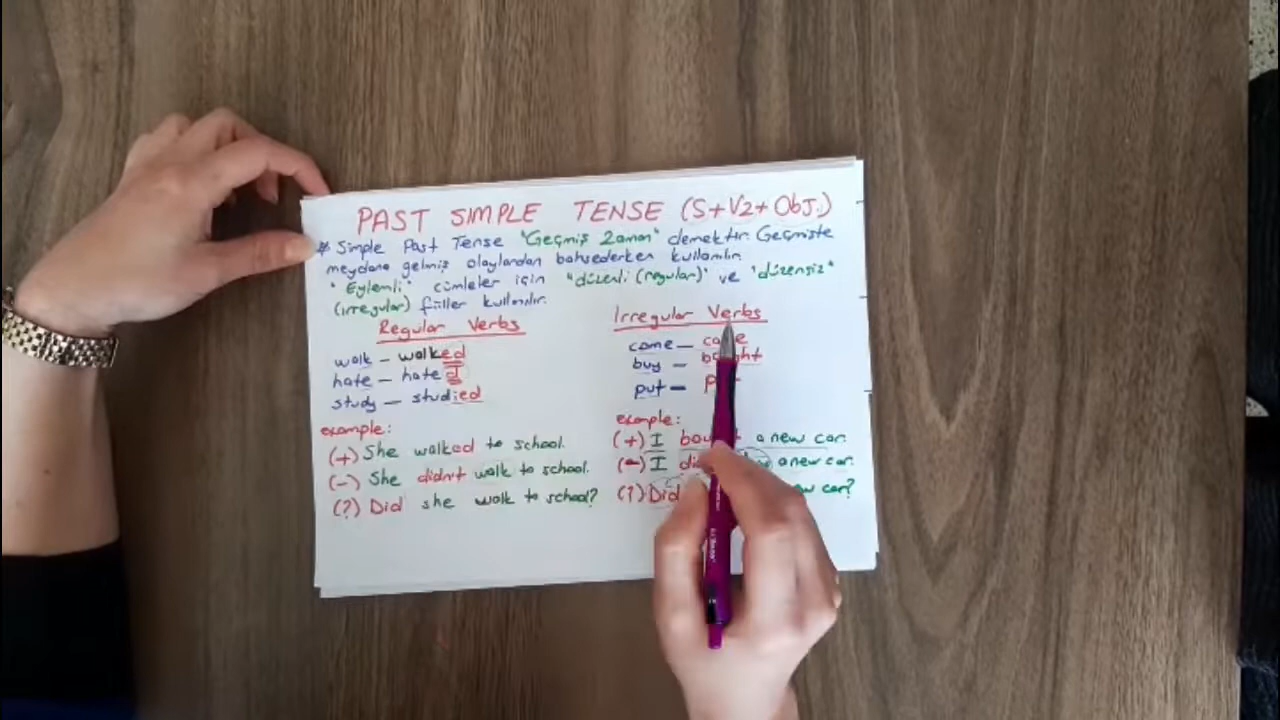 PAST SIMPLE TENSE (S+V2+Obj.)
* Simple Past Tense "Geçmiş Zaman" demektir. Geçmişte
meydana gelmiş olaylardan bahsederken kullanılır.
"Eylemli" cümleler için "düzenli (regular)" ve "düzensiz"
(irregular) fiiller kullanılır.
Regular Verbs
walk - walked
hate - hated
study - studied
example:
(+) She walked to school.
(-) She didn't walk to school.
(?) Did she walk to school?
Irregular Verbs
come -
buy -
put -
example:
(+) I a new car.
(-) I a new car.
(?) Did car?